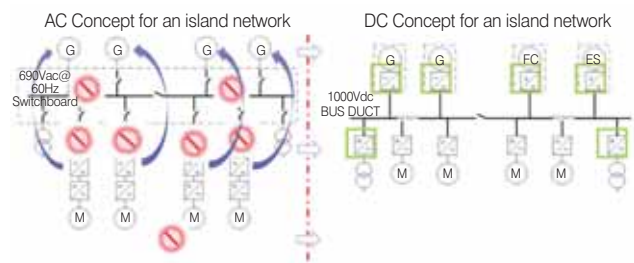 AC Concept for an island network
G
G
G
G
690Vac@
60Hz
Switchboard
M
M
M
M
DC Concept for an island network
G
G
FC
ES
1000Vdc
BUS DUCT
M
M
M
M